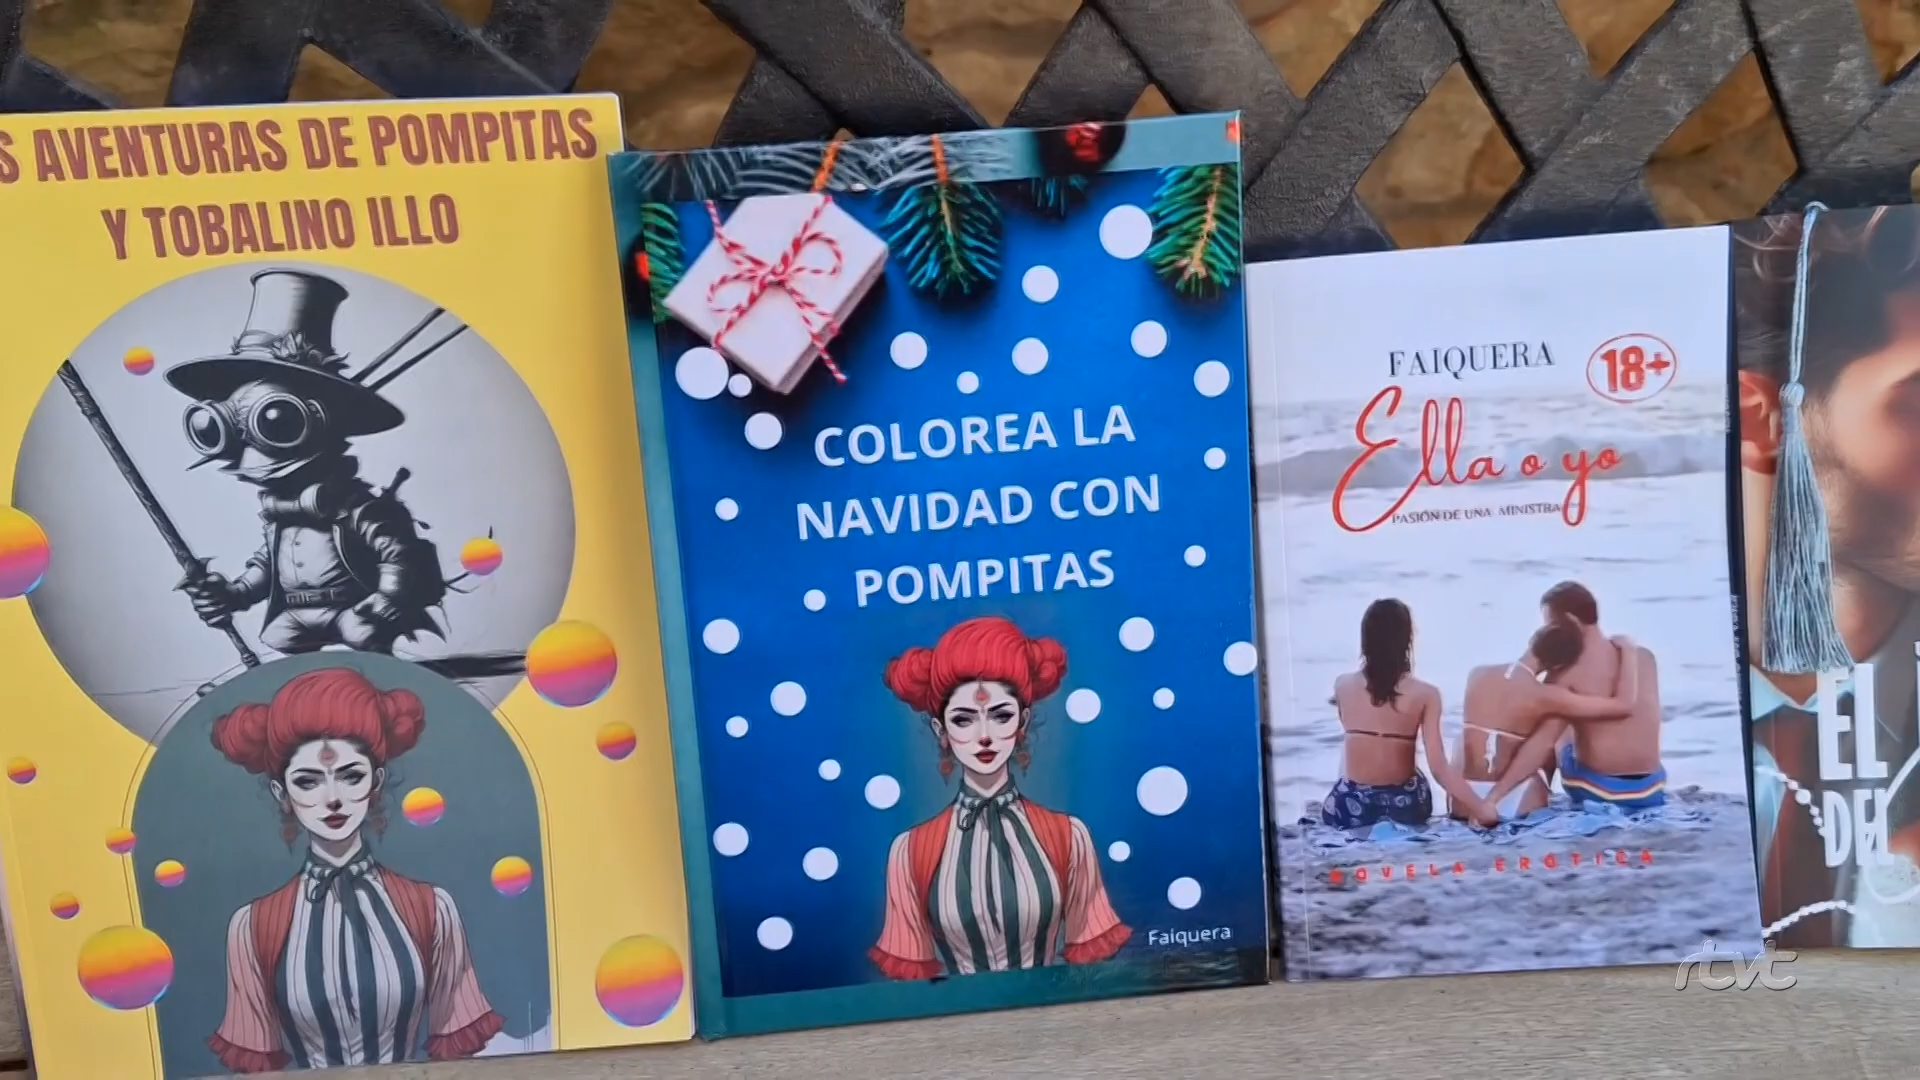 S AVENTURAS DE POMPITAS
Y TOBALINO ILLO
COLOREA LA
NAVIDAD CON
POMPITAS
Faiquera
FAIQUERA
18+
Ella o yo
PASIÓN DE UNA MINISTRA
NOVELA ERÓTICA
EL
DEL
rtvt